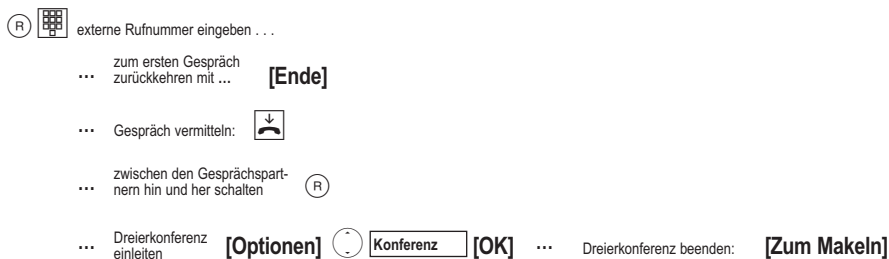 R externe Rufnummer eingeben . . .
... zum ersten Gespräch
zurückkehren mit ... [Ende]
... Gespräch vermitteln:
... zwischen den Gesprächspart-
nern hin und her schalten R
... Dreierkonferenz
einleiten [Optionen] Konferenz [OK] ... Dreierkonferenz beenden: [Zum Makeln]